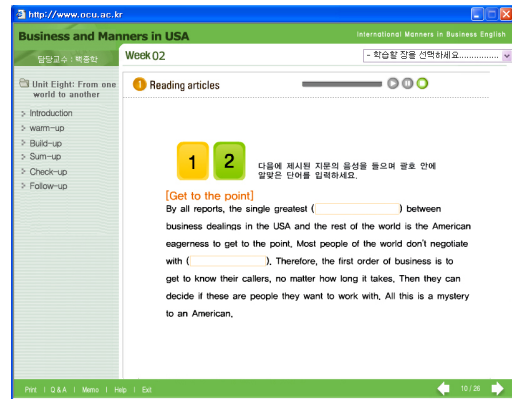 http://www.ocu.ac.kr
Business and Manners in USA
International Manners in Business English
담당교수 : 백종학
Week 02
- 학습할 장을 선택하세요...............
Unit Eight: From one
world to another
> Introduction
> warm-up
> Build-up
> Sum-up
> Check-up
> Follow-up
! Reading articles
1 2
다음에 제시된 지문의 음성을 들으며 괄호 안에
알맞은 단어를 입력하세요.
[Get to the point]
By all reports, the single greatest ( ) between
business dealings in the USA and the rest of the world is the American
eagerness to get to the point. Most people of the world don't negotiate
with ( ). Therefore, the first order of business is to
get to know their callers, no matter how long it takes. Then they can
decide if these are people they want to work with. All this is a mystery
to an American.
Print | Q & A | Memo | Help | Exit
10 / 26